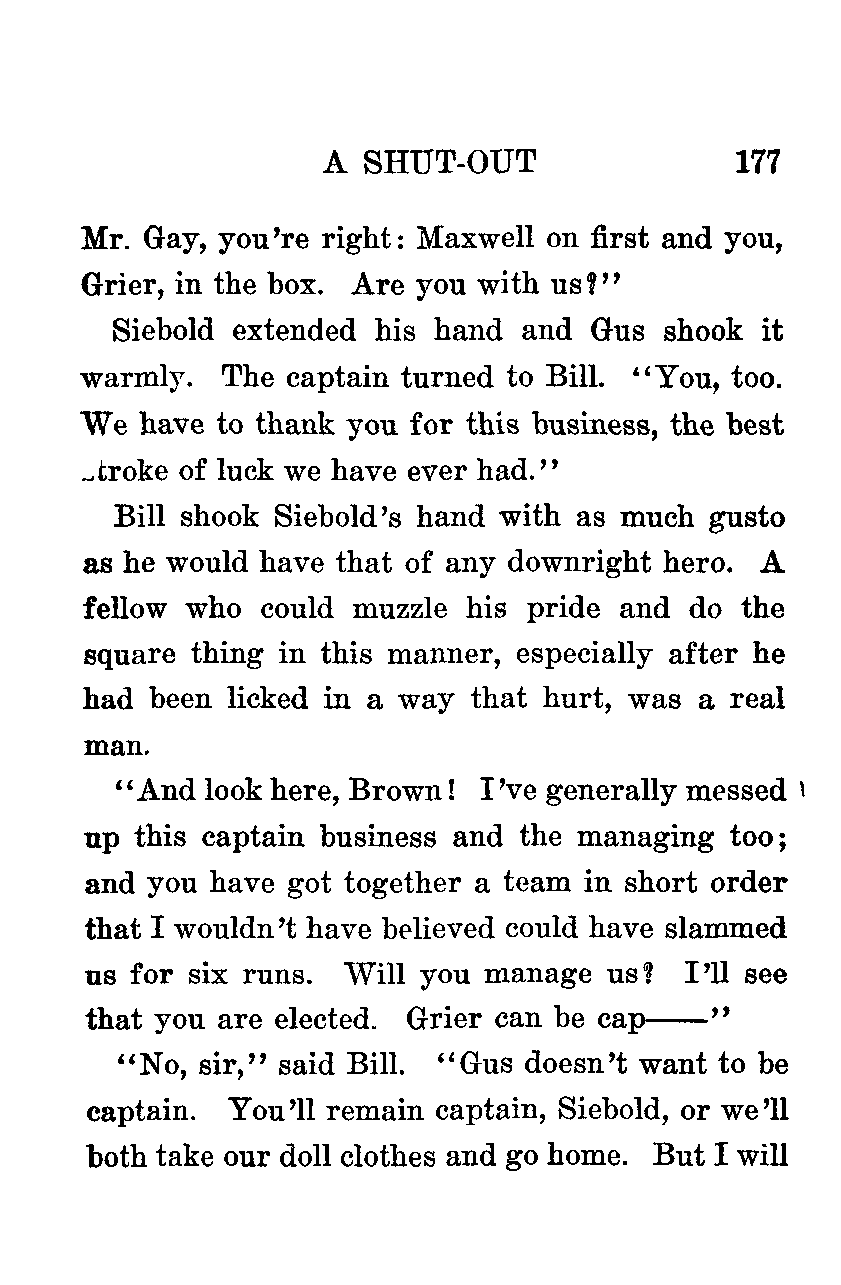 A SHUT-OUT 177
Mr. Gay, you're right: Maxwell on first and you,
Grier, in the box. Are you with us?"
Siebold extended his hand and Gus shook it
warmly. The captain turned to Bill. "You, too.
We have to thank you for this business, the best
troke of luck we have ever had."
Bill shook Siebold's hand with as much gusto
as he would have that of any downright hero. A
fellow who could muzzle his pride and do the
square thing in this manner, especially after he
had been licked in a way that hurt, was a real
man.
"And look here, Brown! I've generally messed
up this captain business and the managing too;
and you have got together a team in short order
that I wouldn't have believed could have slammed
us for six runs. Will you manage us? I'll see
that you are elected. Grier can be cap——"
"No, sir," said Bill. "Gus doesn't want to be
captain. You'll remain captain, Siebold, or we'll
both take our doll clothes and go home. But I will